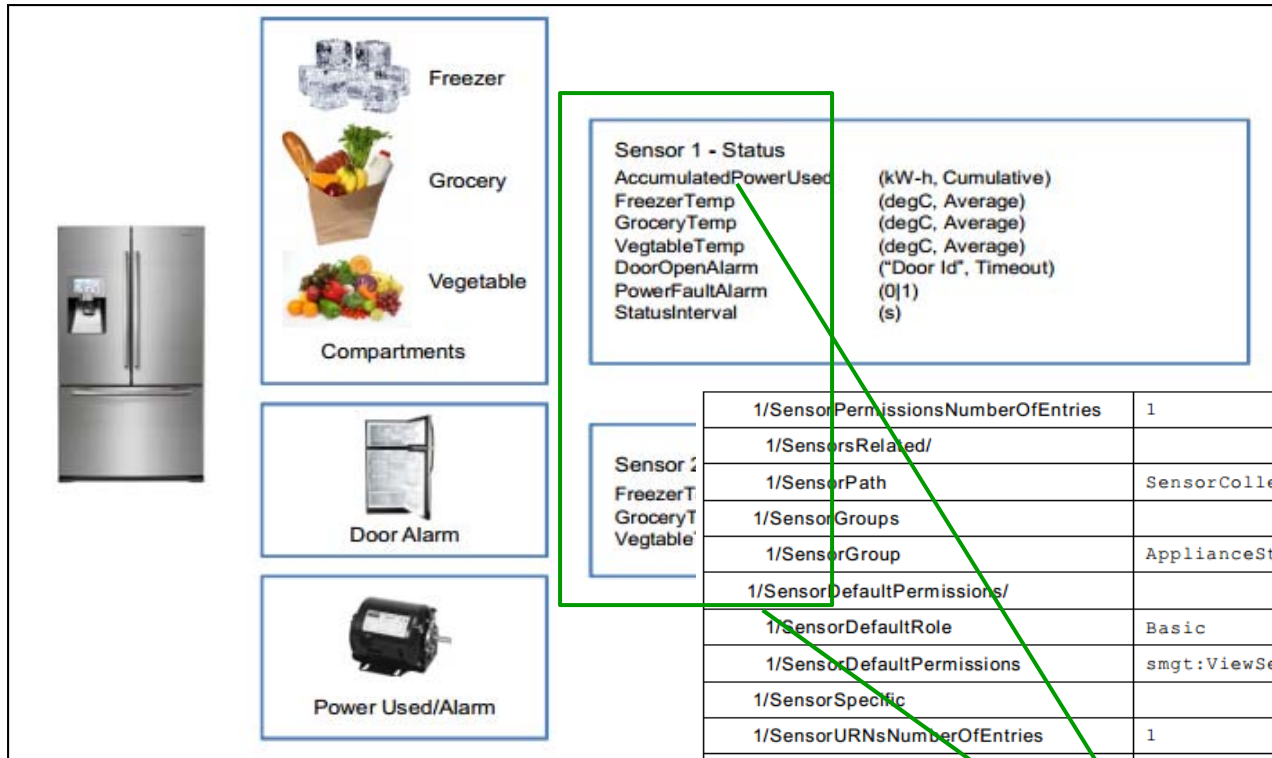 Freezer
Grocery
Vegetable
Compartments
Door Alarm
Power Used/Alarm
Sensor 1 - Status
AccumulatedPowerUsed (kW-h, Cumulative)
FreezerTemp (degC, Average)
GroceryTemp (degC, Average)
VegtableTemp (degC, Average)
DoorOpenAlarm (“Door Id”, Timeout)
PowerFaultAlarm (0|1)
StatusInterval (s)
Sensor 2
FreezerT
GroceryT
Vegtable
1/SensorPermissionsNumberOfEntries 1
1/SensorsRelated/
1/SensorPath SensorColle
1/SensorGroups
1/SensorGroup ApplianceSt
1/SensorDefaultPermissions/
1/SensorDefaultRole Basic
1/SensorDefaultPermissions smgt:ViewSe
1/SensorSpecific
1/SensorURNsNumberOfEntries 1